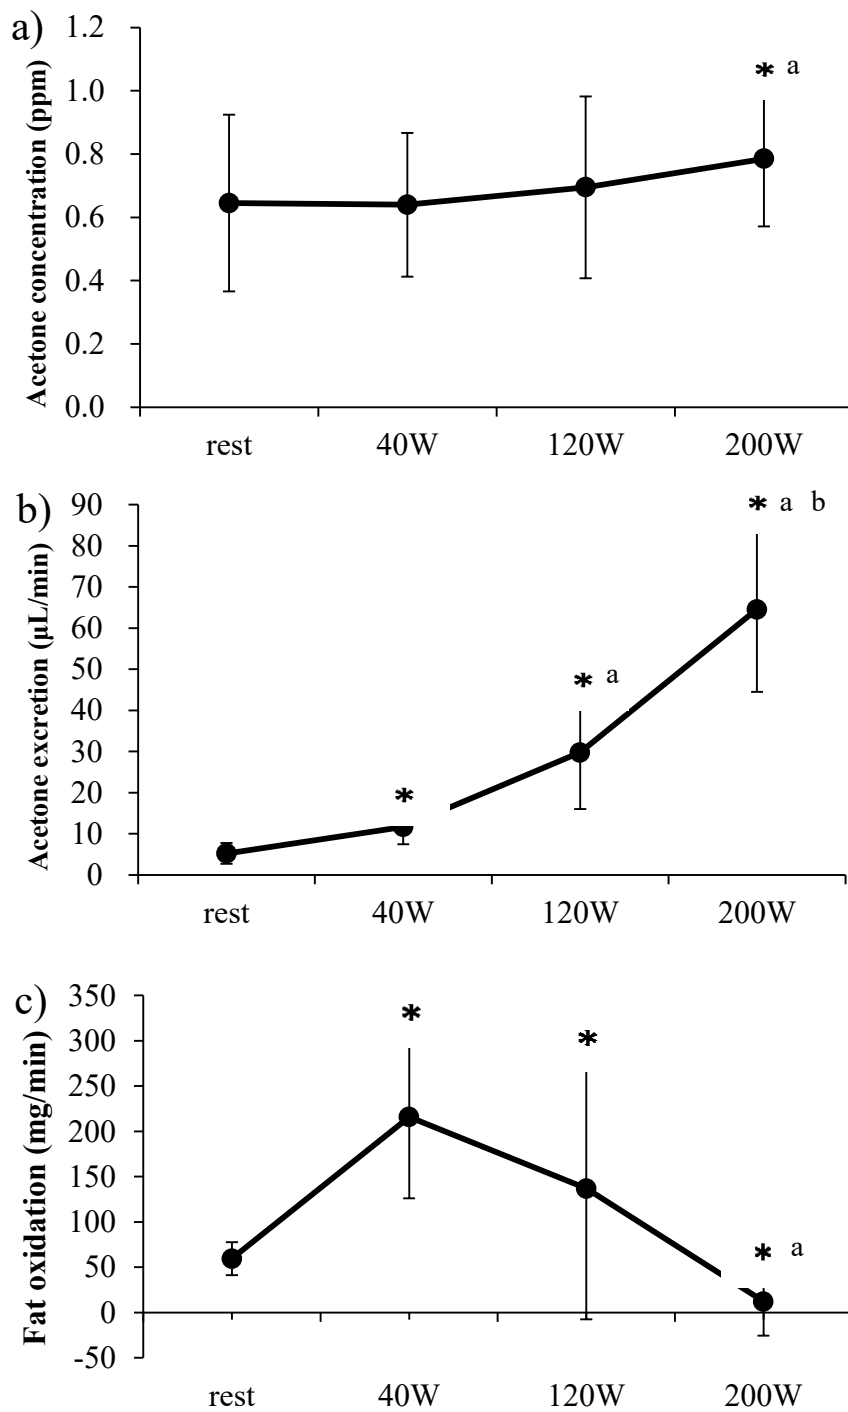 a)
Acetone concentration (ppm)
1.2
1.0
0.8
0.6
0.4
0.2
0.0
* a
rest 40W 120W 200W
b)
Acetone excretion (μL/min)
90
80
70
60
50
40
30
20
10
0
*
* a
* a b
rest 40W 120W 200W
c)
Fat oxidation (mg/min)
350
300
250
200
150
100
50
0
-50
*
*
* a
rest 40W 120W 200W